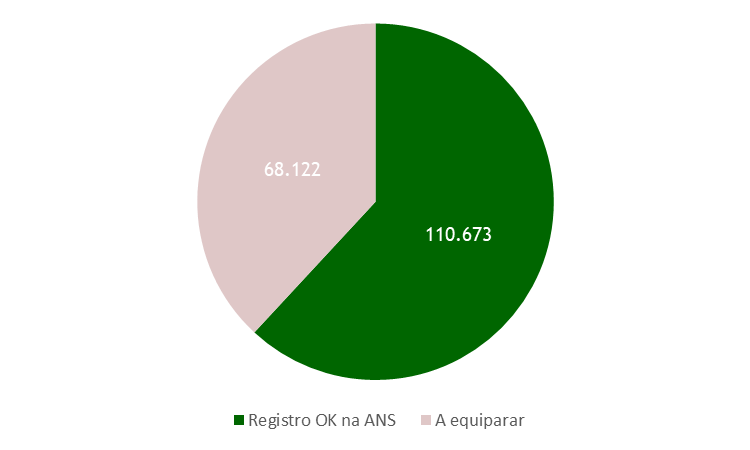 68.122
110.673
Registro OK na ANS
A equiparar